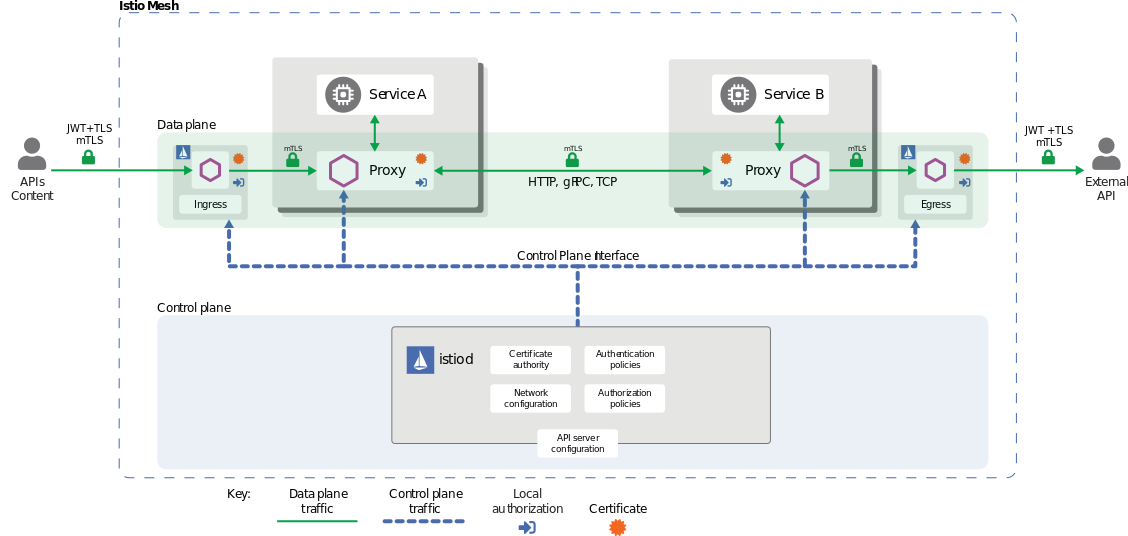 Istio Mesh
Service A
Service B
JWT+TLS
mTLS
Data plane
mTLS
mTLS
mTLS
JWT +TLS
mTLS
Proxy
Proxy
HTTP, gRPC, TCP
APIs
Content
Ingress
Egress
External
API
Control Plane Interface
Control plane
istiod
Certificate
authority
Authentication
policies
Network
configuration
Authorization
policies
API server
configuration
Key:
Data plane
traffic
Control plane
traffic
Local
authorization
Certificate